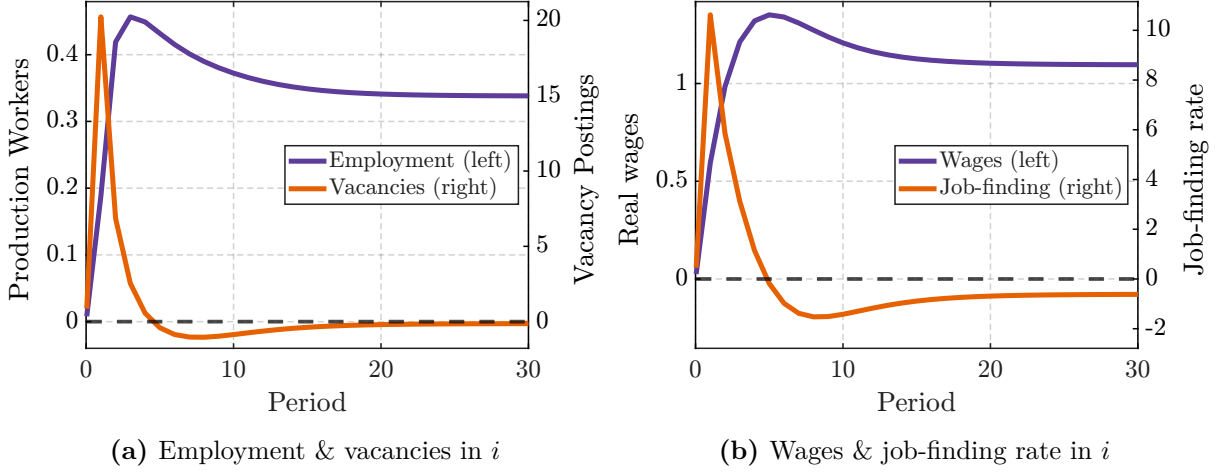 Production Workers
0.4
0.3
0.2
0.1
0
Employment (left)
Vacancies (right)
20
15
10
5
0
Vacancy Postings
0 10 20 30
Period
(a) Employment & vacancies in i
Real wages
1
0.5
0
Wages (left)
Job-finding (right)
10
8
6
4
2
0
-2
Job-finding rate
0 10 20 30
Period
(b) Wages & job-finding rate in i